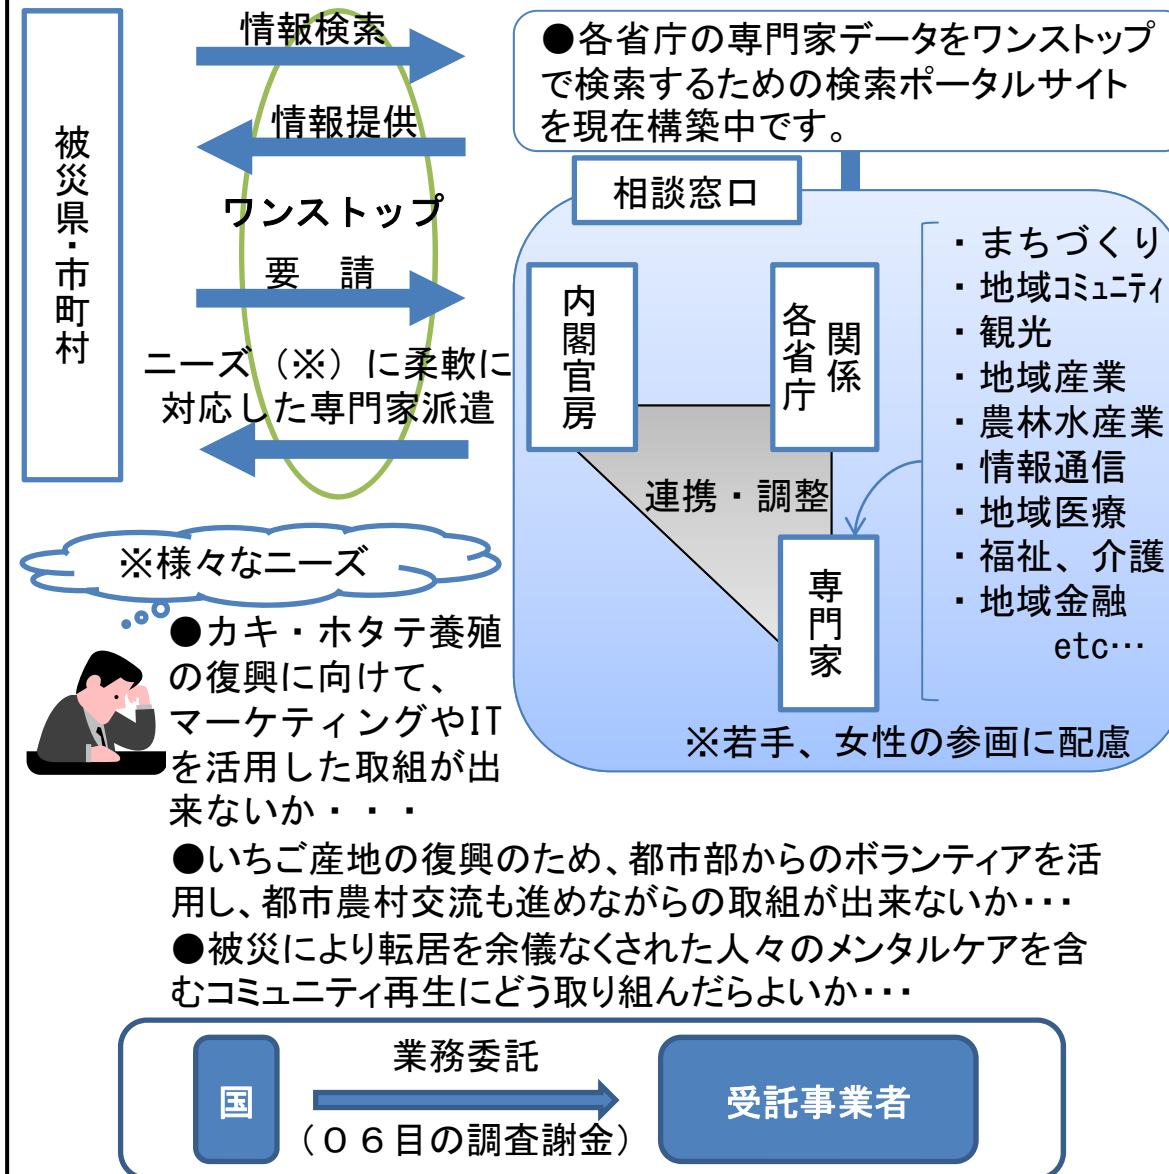 情報検索
情報提供
ワンストップ
要　請
ニーズ（※）に柔軟に
対応した専門家派遣
被災県・市町村
●各省庁の専門家データをワンストップ
で検索するための検索ポータルサイト
を現在構築中です。
相談窓口
内閣官房
関係
各省庁
連携・調整
専門家
・まちづくり
・地域ｺﾐｭﾆﾃｨ
・観光
・地域産業
・農林水産業
・情報通信
・地域医療
・福祉、介護
・地域金融
etc…
※若手、女性の参画に配慮
※様々なニーズ
●カキ・ホタテ養殖
の復興に向けて、
マーケティングやIT
を活用した取組が出
来ないか・・・
●いちご産地の復興のため、都市部からのボランティアを活
用し、都市農村交流も進めながらの取組が出来ないか・・・
●被災により転居を余儀なくされた人々のメンタルケアを含
むコミュニティ再生にどう取り組んだらよいか・・・
国
業務委託
（０６目の調査謝金）
受託事業者